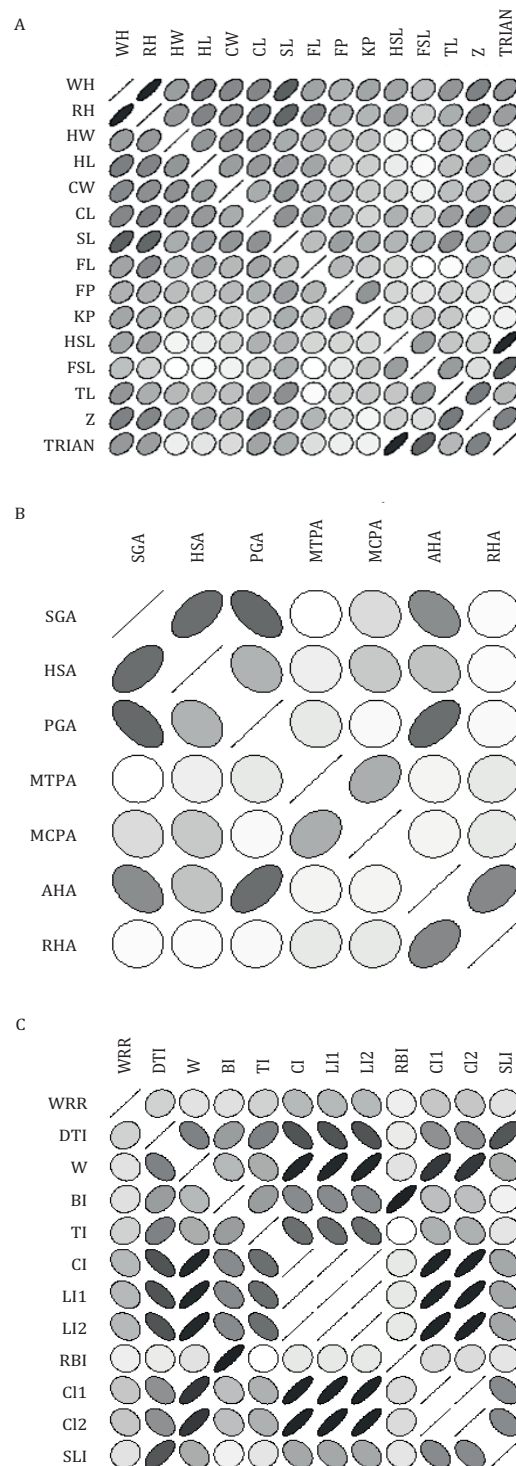 A
WH RH HW HL CW CL SL FL FP KP HSL FSL TL Z TRIAN
WH
RH
HW
HL
CW
CL
SL
FL
FP
KP
HSL
FSL
TL
Z
TRIAN
B
SGA HSA PGA MTPA MCPA AHA RHA
SGA
HSA
PGA
MTPA
MCPA
AHA
RHA
C
WRR DTI W BI TI CI LI1 LI2 RBI CI1 CI2 SLI
WRR
DTI
W
BI
TI
CI
LI1
LI2
RBI
Cl1
Cl2
SLI